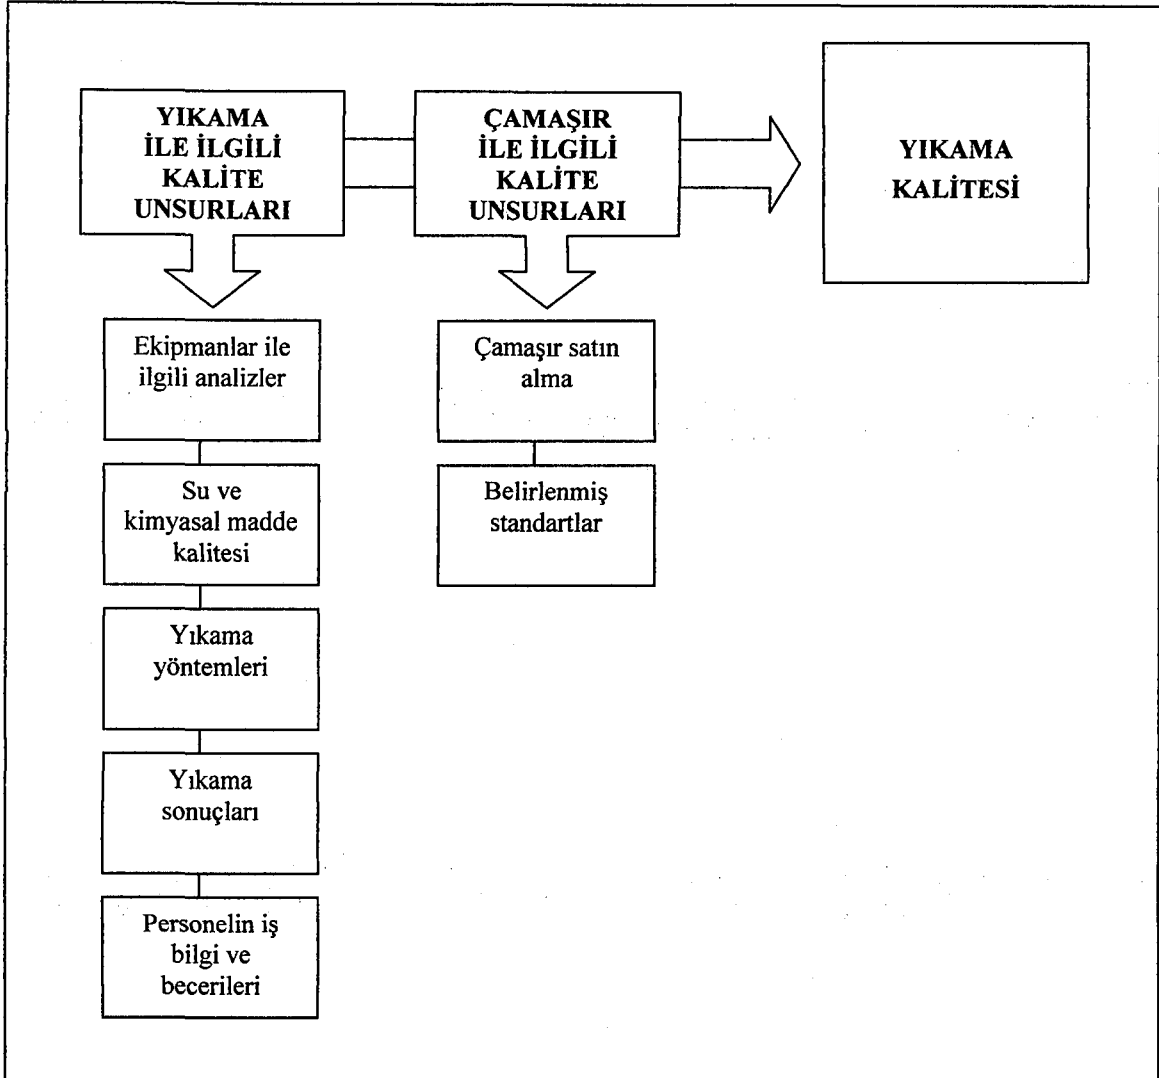 YIKAMA
İLE İLGİLİ
KALİTE
UNSURLARI
ÇAMAŞIR
İLE İLGİLİ
KALİTE
UNSURLARI
YIKAMA
KALİTESİ
Ekipmanlar ile
ilgili analizler
Su ve
kimyasal madde
kalitesi
Yıkama
yöntemleri
Yıkama
sonuçları
Personelin iş
bilgi ve
becerileri
Çamaşır satın
alma
Belirlenmiş
standartlar